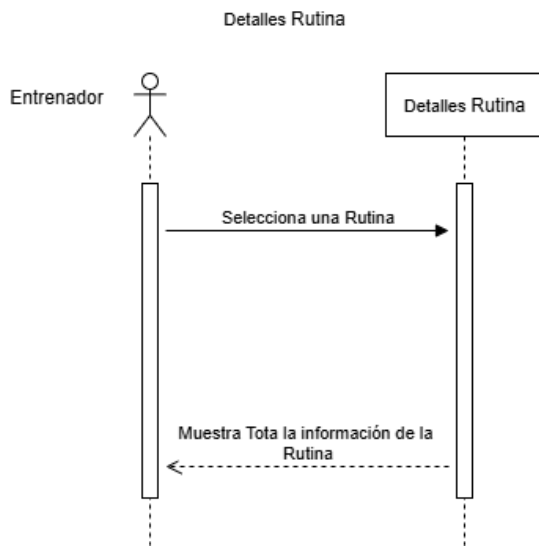 Detalles Rutina
Entrenador
Detalles Rutina
Selecciona una Rutina
Muestra Tota la información de la
Rutina